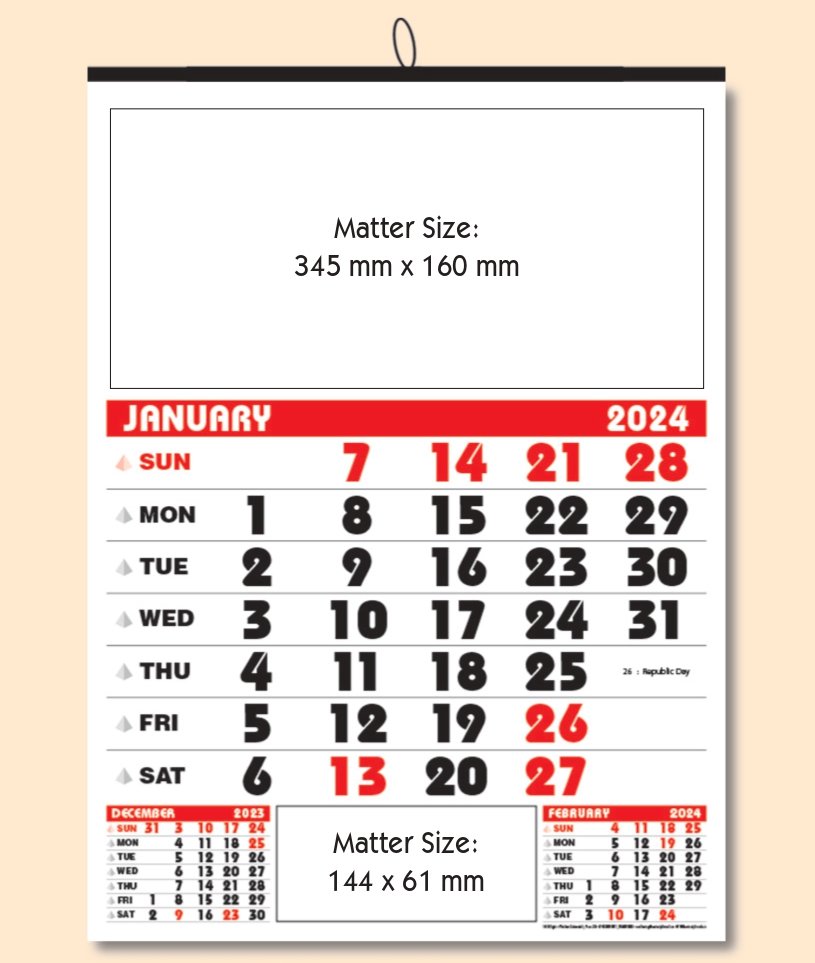 Matter Size:
345 mm x 160 mm
JANUARY 2024
SUN 7 14 21 28
MON 1 8 15 22 29
TUE 2 9 16 23 30
WED 3 10 17 24 31
THU 4 11 18 25 26 : Republic Day
FRI 5 12 19 26
SAT 6 13 20 27
DECEMBER 2023
SUN 31 3 10 17 24
MON 4 11 18 25
TUE 5 12 19 26
WED 6 13 20 27
THU 7 14 21 28
FRI 1 8 15 22 29
SAT 2 9 16 23 30
Matter Size:
144 x 61 mm
FEBRUARY 2024
SUN 4 11 18 25
MON 5 12 19 26
TUE 6 13 20 27
WED 7 14 21 28
THU 1 8 15 22 29
FRI 2 9 16 23
SAT 3 10 17 24